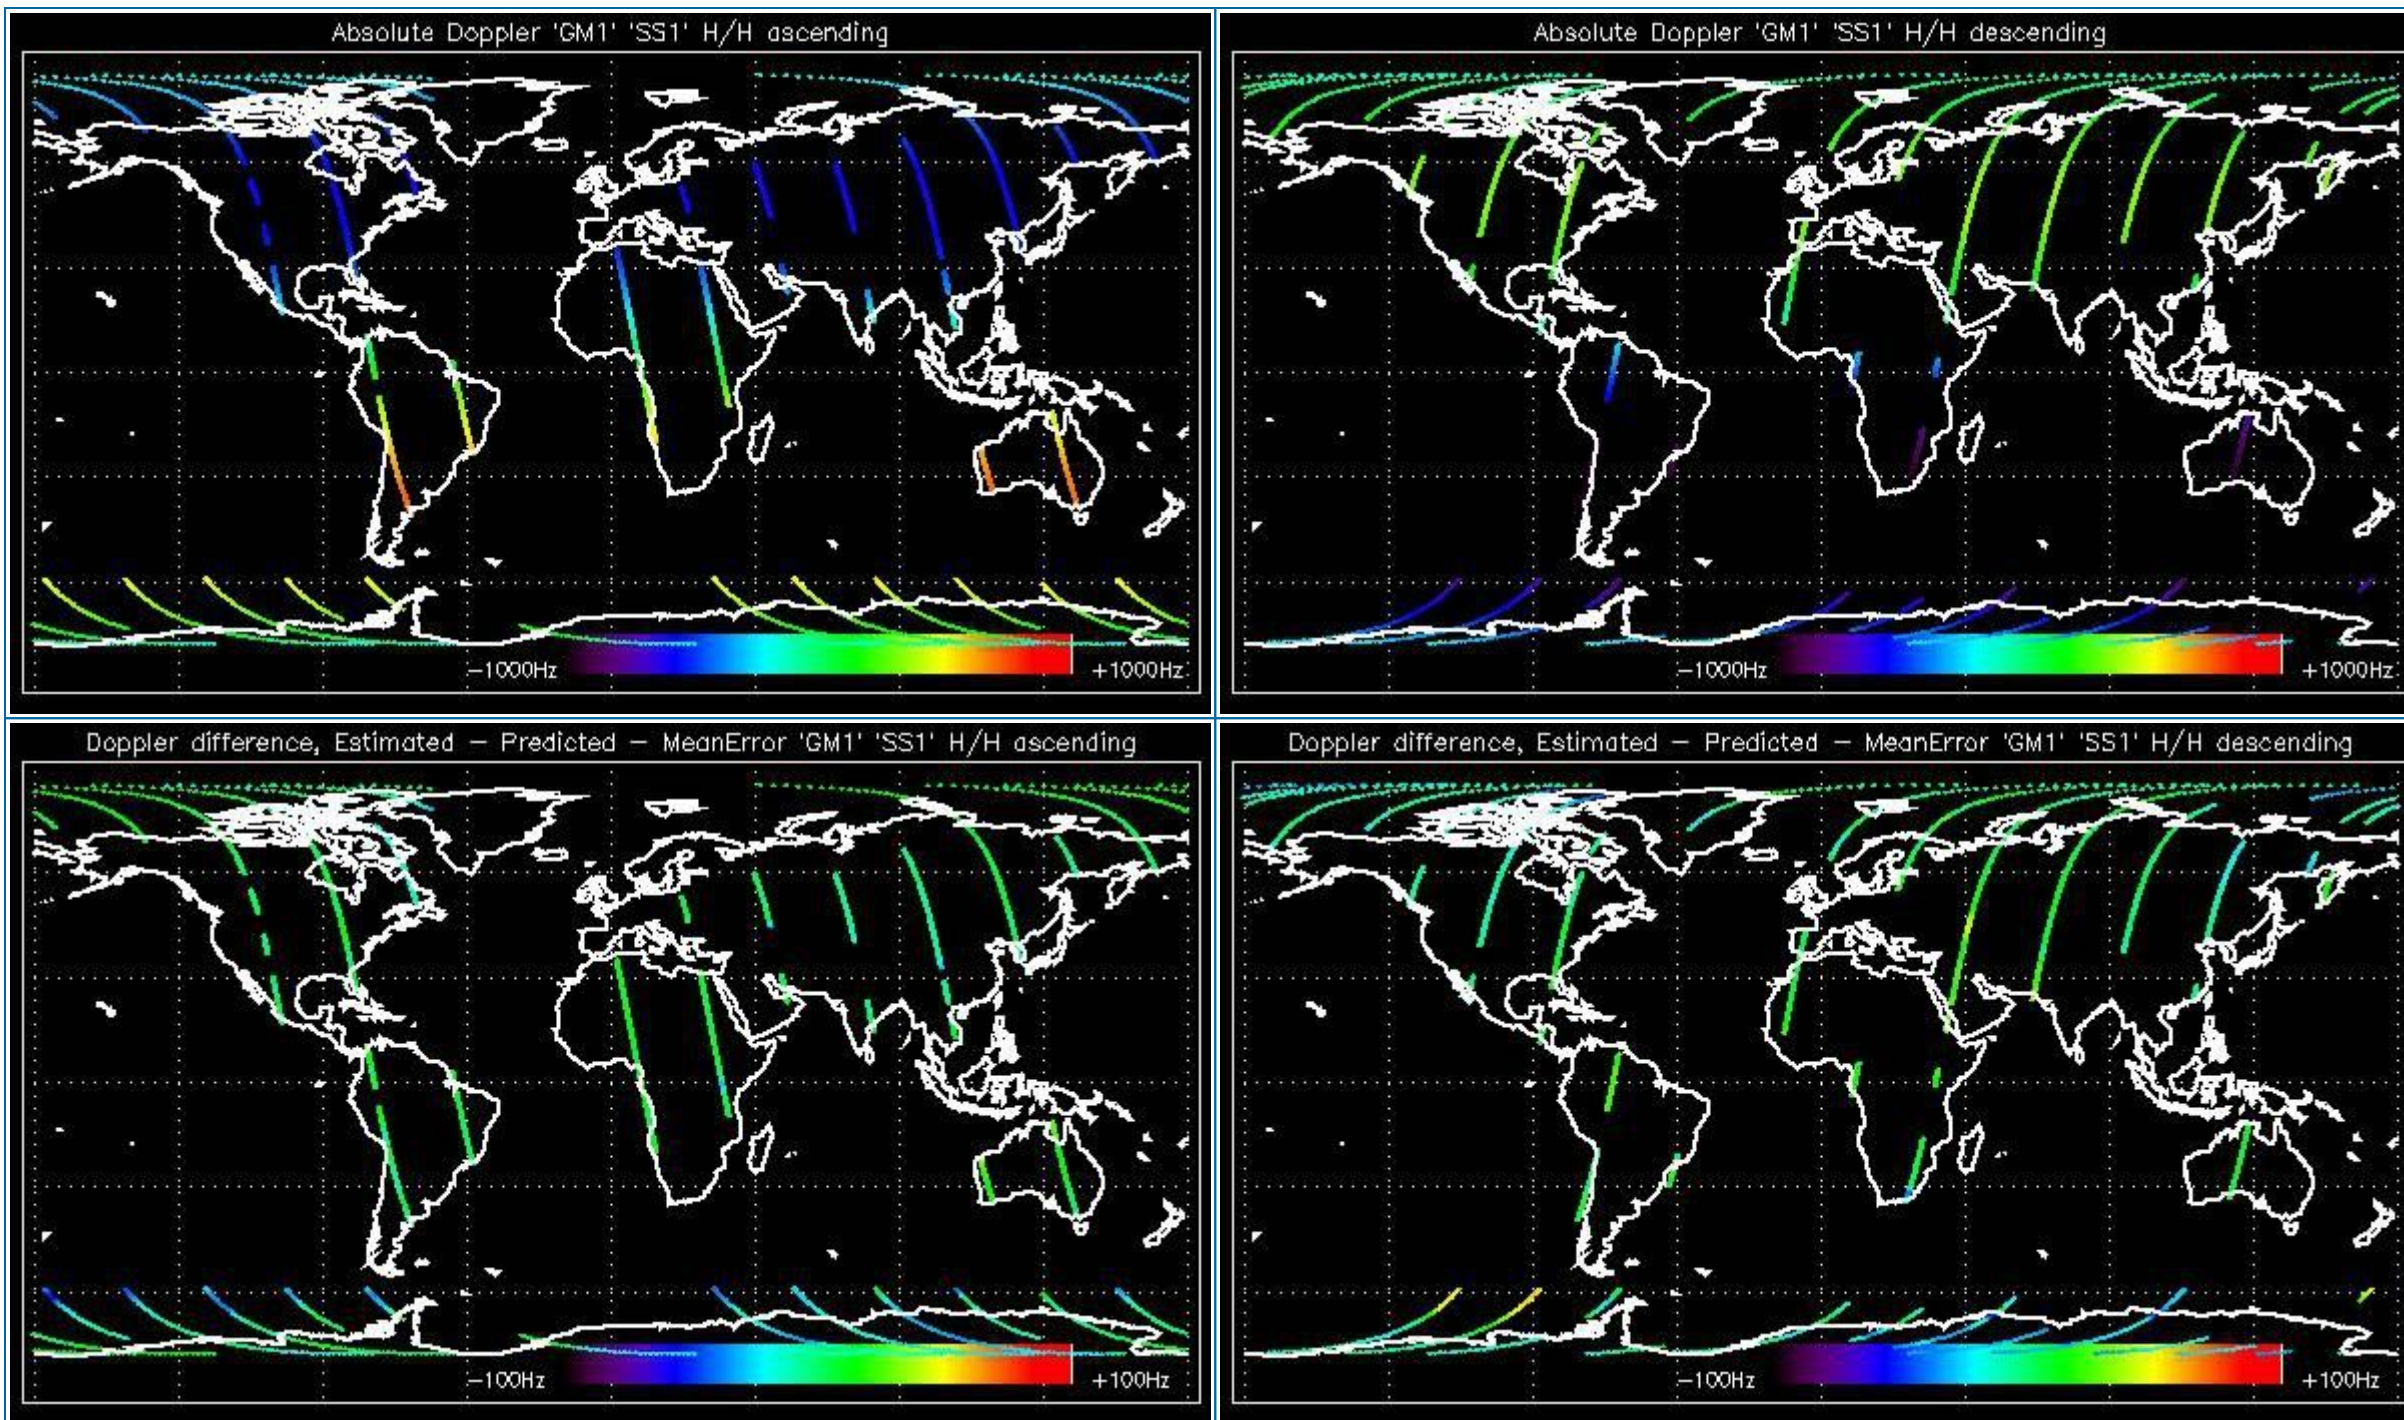 Absolute Doppler 'GM1' 'SS1' H/H ascending
-1000Hz
+1000Hz
Absolute Doppler 'GM1' 'SS1' H/H descending
-1000Hz
+1000Hz
Doppler difference, Estimated - Predicted - MeanError 'GM1' 'SS1' H/H ascending
-100Hz
+100Hz
Doppler difference, Estimated - Predicted - MeanError 'GM1' 'SS1' H/H descending
-100Hz
+100Hz